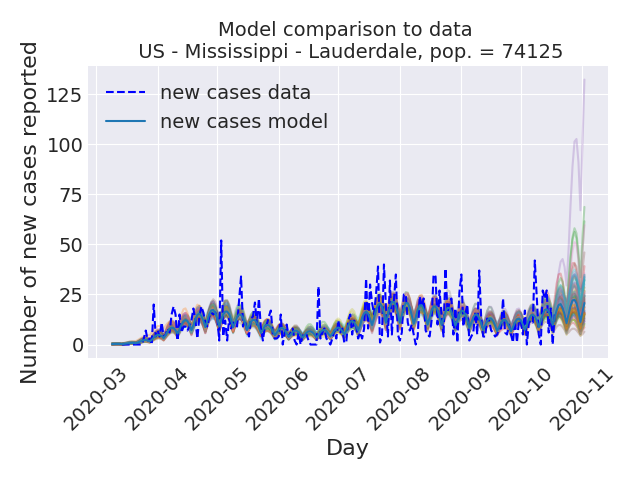 Model comparison to data
US - Mississippi - Lauderdale, pop. = 74125
Number of new cases reported
125
100
75
50
25
0
new cases data
new cases model
2020-03
2020-04
2020-05
2020-06
2020-07
2020-08
2020-09
2020-10
2020-11
Day